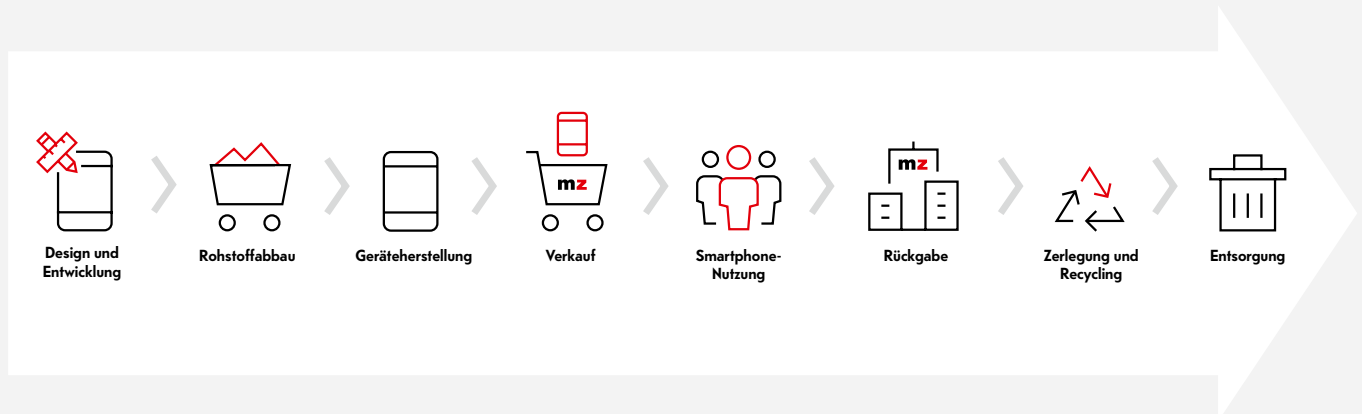 mz
mz
Design und
Entwicklung
Rohstoffabbau
Geräteherstellung
Verkauf
Smartphone-
Nutzung
Rückgabe
Zerlegung und
Recycling
Entsorgung